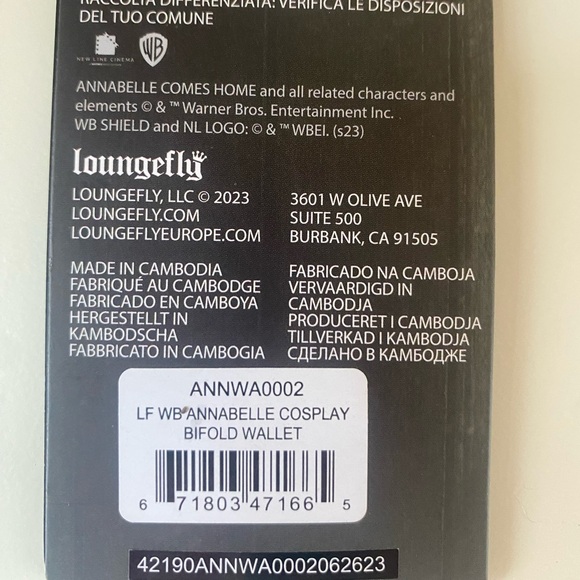 RACCOLTA DIFFERENZIATA: VERIFICA LE DISPOSIZIONI
DEL TUO COMUNE
NEW LINE CINEMA
WB
ANNABELLE COMES HOME and all related characters and
elements © & ™ Warner Bros. Entertainment Inc.
WB SHIELD and NL LOGO: © & ™ WBEI. (s23)
loungefly
LOUNGEFLY, LLC © 2023
LOUNGEFLY.COM
LOUNGEFLYEUROPE.COM
3601 W OLIVE AVE
SUITE 500
BURBANK, CA 91505
MADE IN CAMBODIA
FABRIQUÉ AU CAMBODGE
FABRICADO EN CAMBOYA
HERGESTELLT IN
KAMBODSCHA
FABBRICATO IN CAMBOGIA
FABRICADO NA CAMBOJA
VERVAARDIGD IN
CAMBODJA
PRODUCERET I CAMBODJA
TILLVERKAD I KAMBODJA
СДЕЛАНО В КАМБОДЖЕ
ANNWA0002
LF WB ANNABELLE COSPLAY
BIFOLD WALLET
6 71803 47166 5
42190ANNWA0002062623